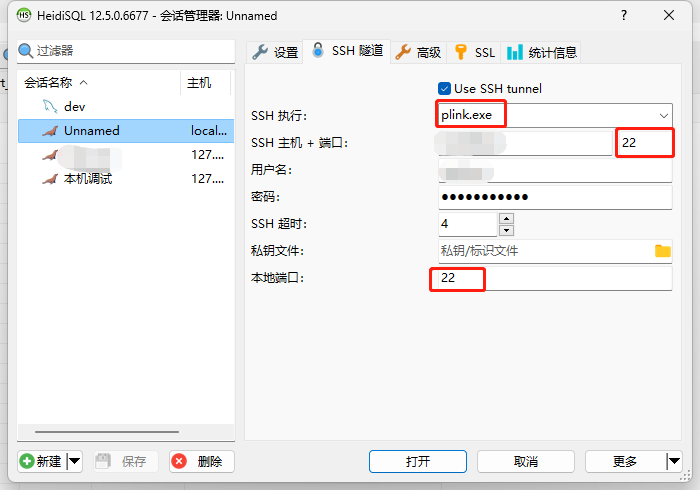 HeidiSQL 12.5.0.6677 - 会话管理器: Unnamed
过滤器
会话名称 主机
dev
Unnamed local...
127....
本机调试 127....
设置 SSH 隧道 高级 SSL 统计信息
Use SSH tunnel
SSH 执行: plink.exe
SSH 主机 + 端口: 22
用户名:
密码: ●●●●●●●●●●●
SSH 超时: 4
私钥文件: 私钥/标识文件
本地端口: 22
新建 保存 删除 打开 取消 更多